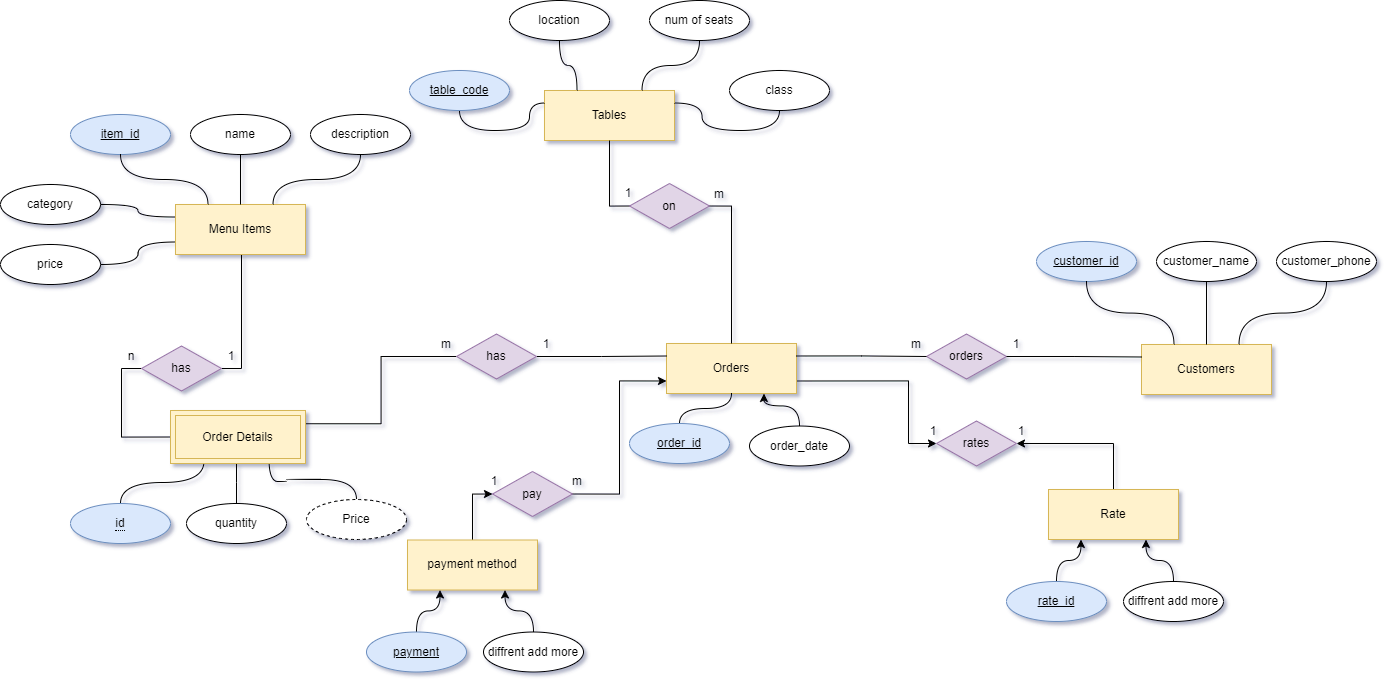 location
num of seats
table_code
class
Tables
item_id
name
description
category
Menu Items
price
1
on
m
customer_id
customer_name
customer_phone
n
has
1
m
has
1
Orders
m
orders
1
Customers
Order Details
order_id
order_date
1
rates
1
id
quantity
Price
1
pay
m
Rate
payment method
rate_id
diffrent add more
payment
diffrent add more